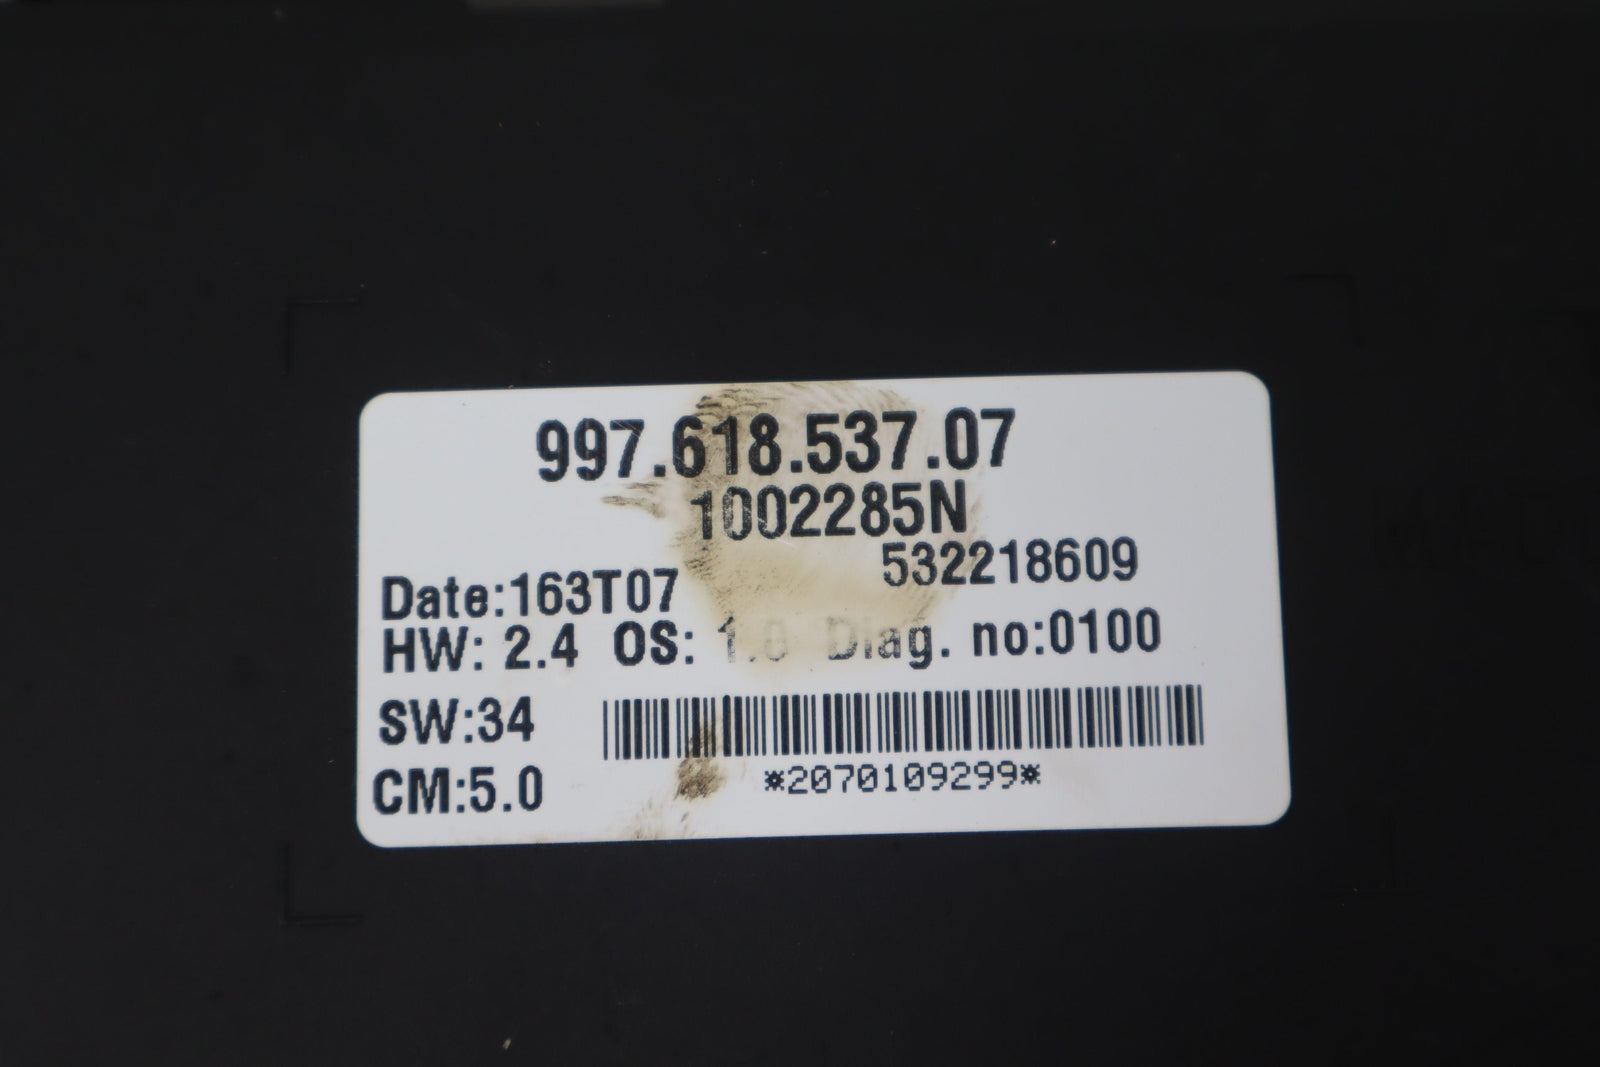 997.618.537.07
1002285N
532218609
Date:163T07
HW: 2.4 OS: 1.0 Diag. no:0100
SW:34
*2070109299*
CM:5.0